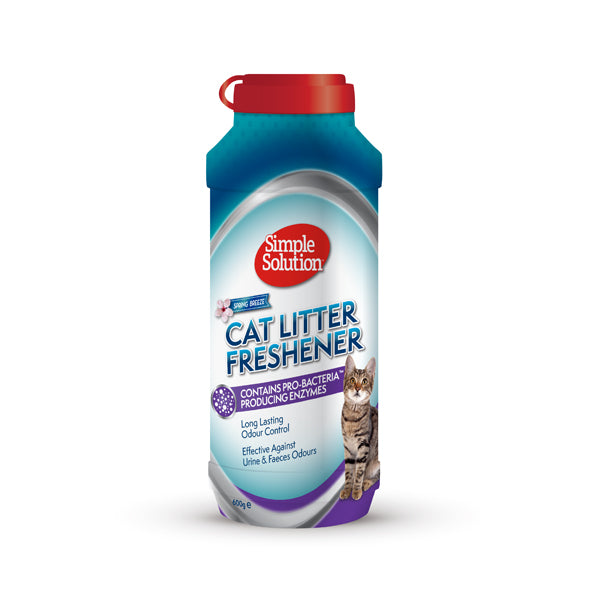 Simple
Solution
SPRING BREEZE
CAT LITTER
FRESHENER
CONTAINS PRO-BACTERIA™
PRODUCING ENZYMES
Long Lasting
Odour Control
Effective Against
Urine & Faeces Odours
600g e